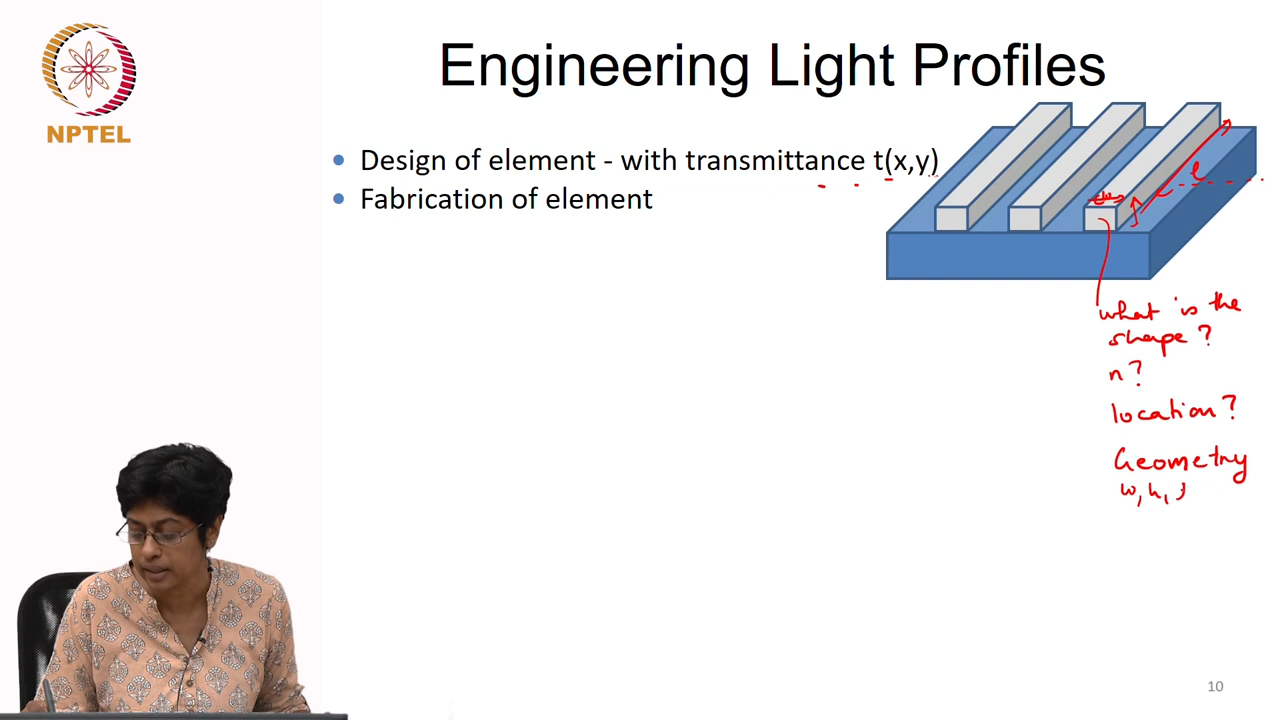 Engineering Light Profiles
NPTEL
• Design of element - with transmittance t(x,y)
• Fabrication of element
w
l
what is the
shape ?
n ?
location ?
Geometry
w, h,
10